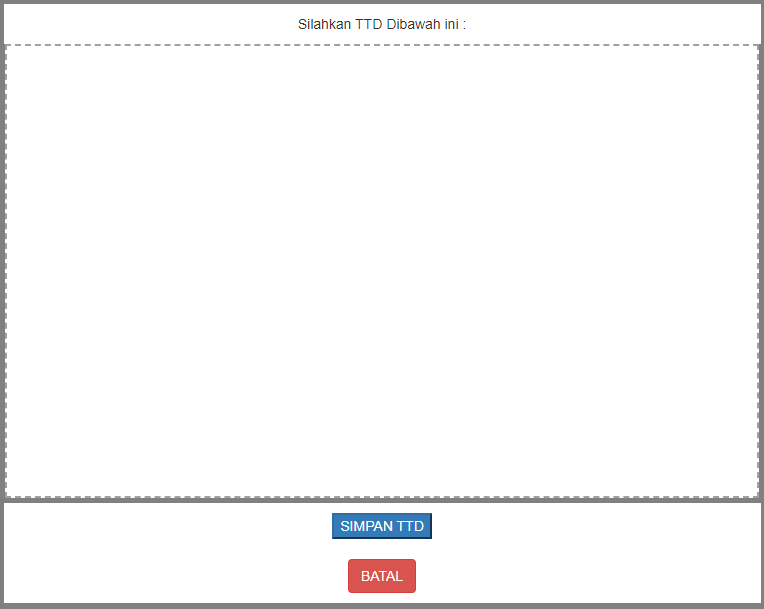 Silahkan TTD Dibawah ini :
SIMPAN TTD
BATAL